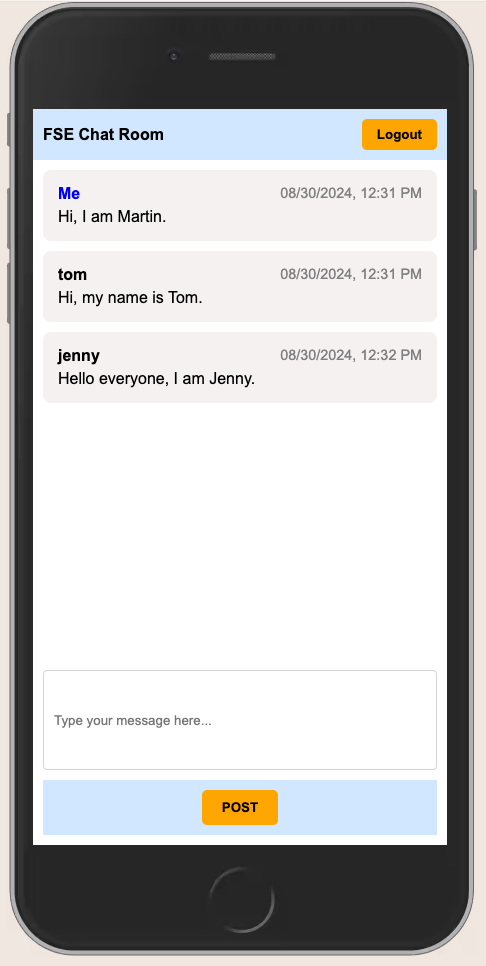 FSE Chat Room Logout
Me 08/30/2024, 12:31 PM
Hi, I am Martin.
tom 08/30/2024, 12:31 PM
Hi, my name is Tom.
jenny 08/30/2024, 12:32 PM
Hello everyone, I am Jenny.
Type your message here...
POST